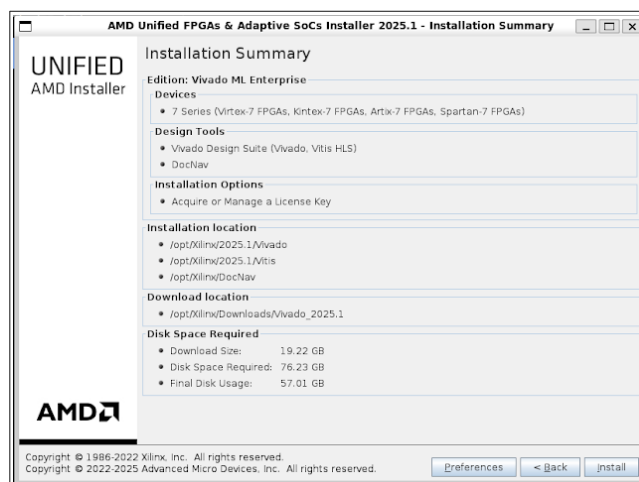 AMD Unified FPGAs & Adaptive SoCs Installer 2025.1 - Installation Summary
UNIFIED
AMD Installer
Installation Summary
Edition: Vivado ML Enterprise
Devices
7 Series (Virtex-7 FPGAs, Kintex-7 FPGAs, Artix-7 FPGAs, Spartan-7 FPGAs)
Design Tools
Vivado Design Suite (Vivado, Vitis HLS)
DocNav
Installation Options
Acquire or Manage a License Key
Installation location
/opt/Xilinx/2025.1/Vivado
/opt/Xilinx/2025.1/Vitis
/opt/Xilinx/DocNav
Download location
/opt/Xilinx/Downloads/Vivado_2025.1
Disk Space Required
Download Size: 19.22 GB
Disk Space Required: 76.23 GB
Final Disk Usage: 57.01 GB
AMD
Copyright © 1986-2022 Xilinx, Inc. All rights reserved.
Copyright © 2022-2025 Advanced Micro Devices, Inc. All rights reserved.
Preferences < Back Install